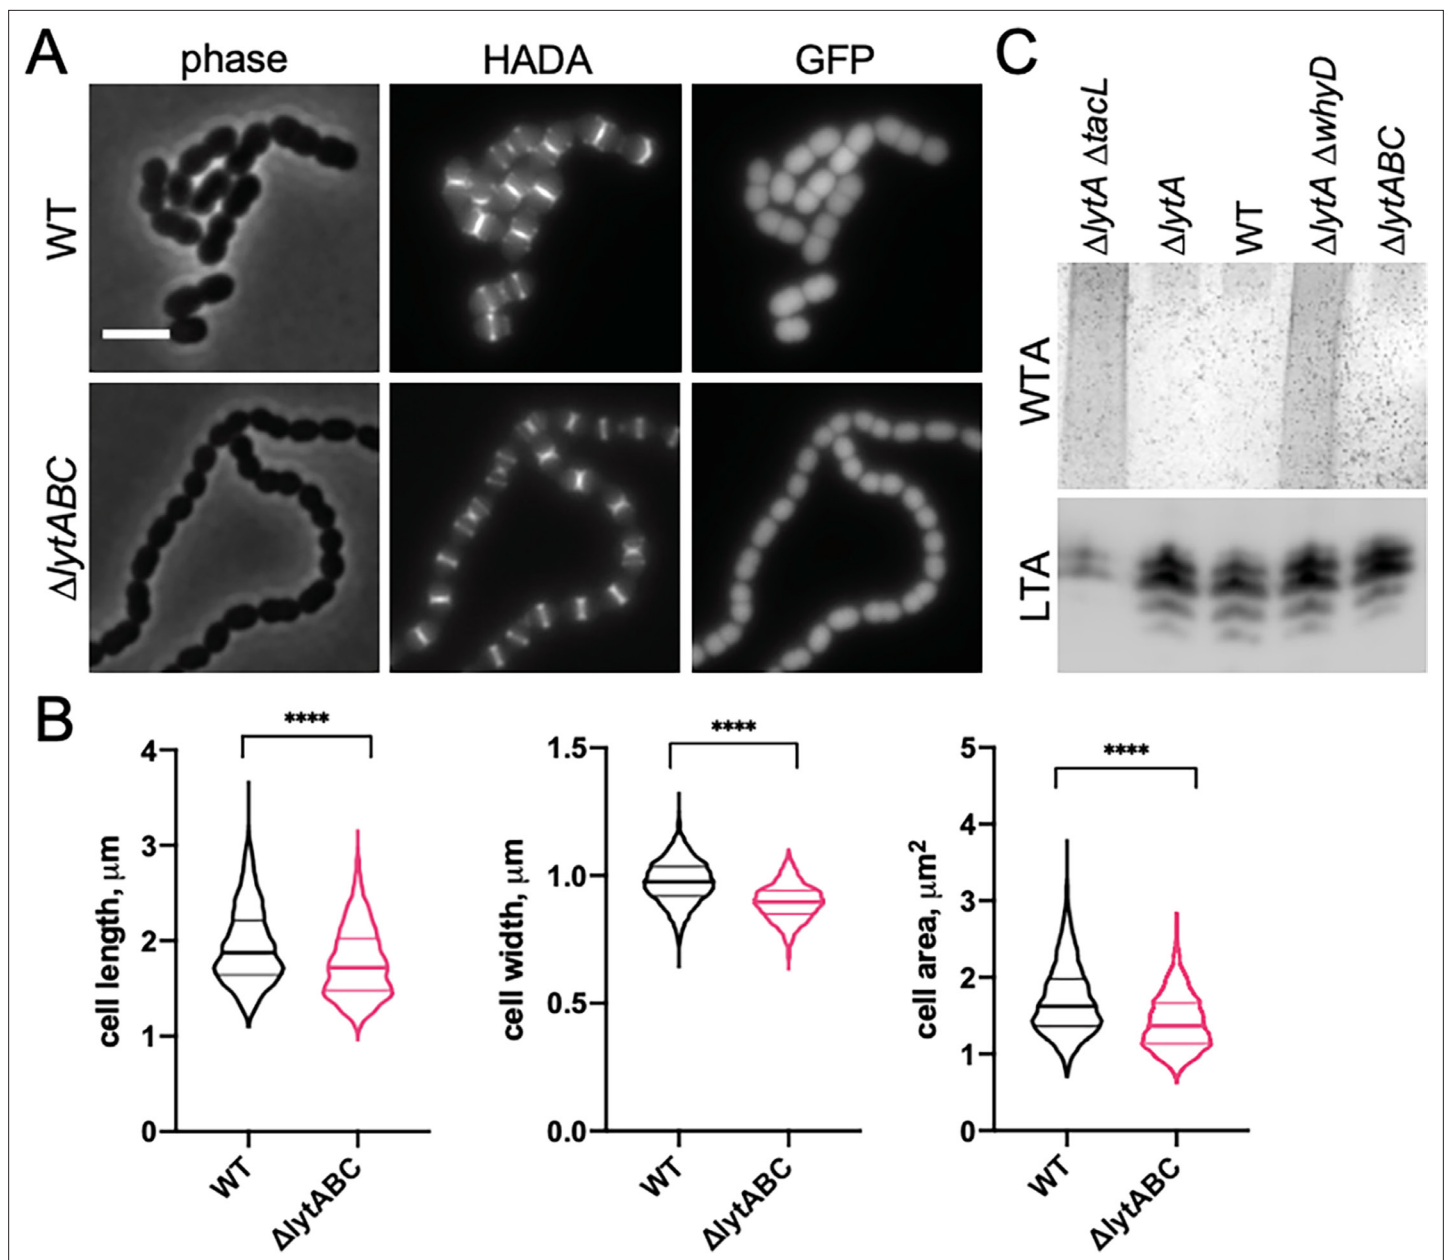 A
phase
HADA
GFP
WT
ΔlytABC
C
ΔlytA ΔtacL
ΔlytA
WT
ΔlytA ΔwhyD
ΔlytABC
WTA
LTA
B
cell length, μm
4
3
2
1
0
****
WT
ΔlytABC
cell width, μm
1.5
1.0
0.5
0.0
****
WT
ΔlytABC
cell area, μm²
5
4
3
2
1
0
****
WT
ΔlytABC